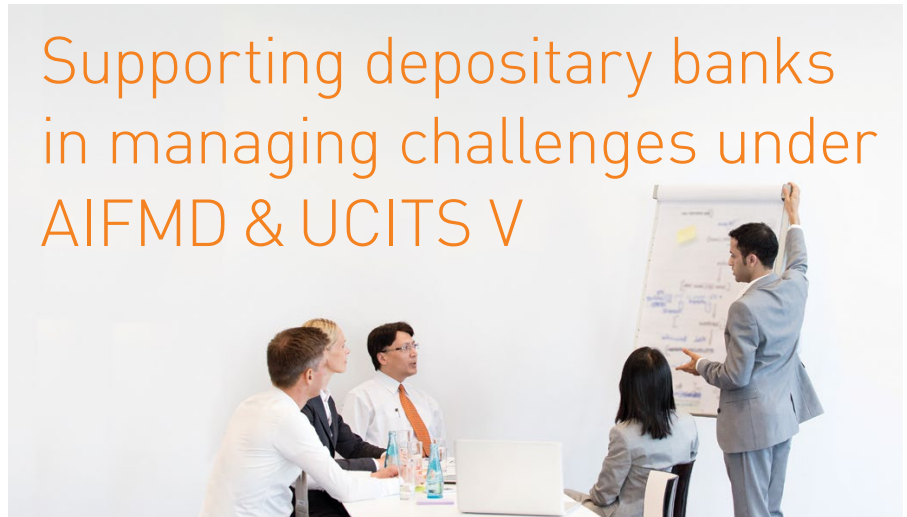 Supporting depositary banks
in managing challenges under
AIFMD & UCITS V